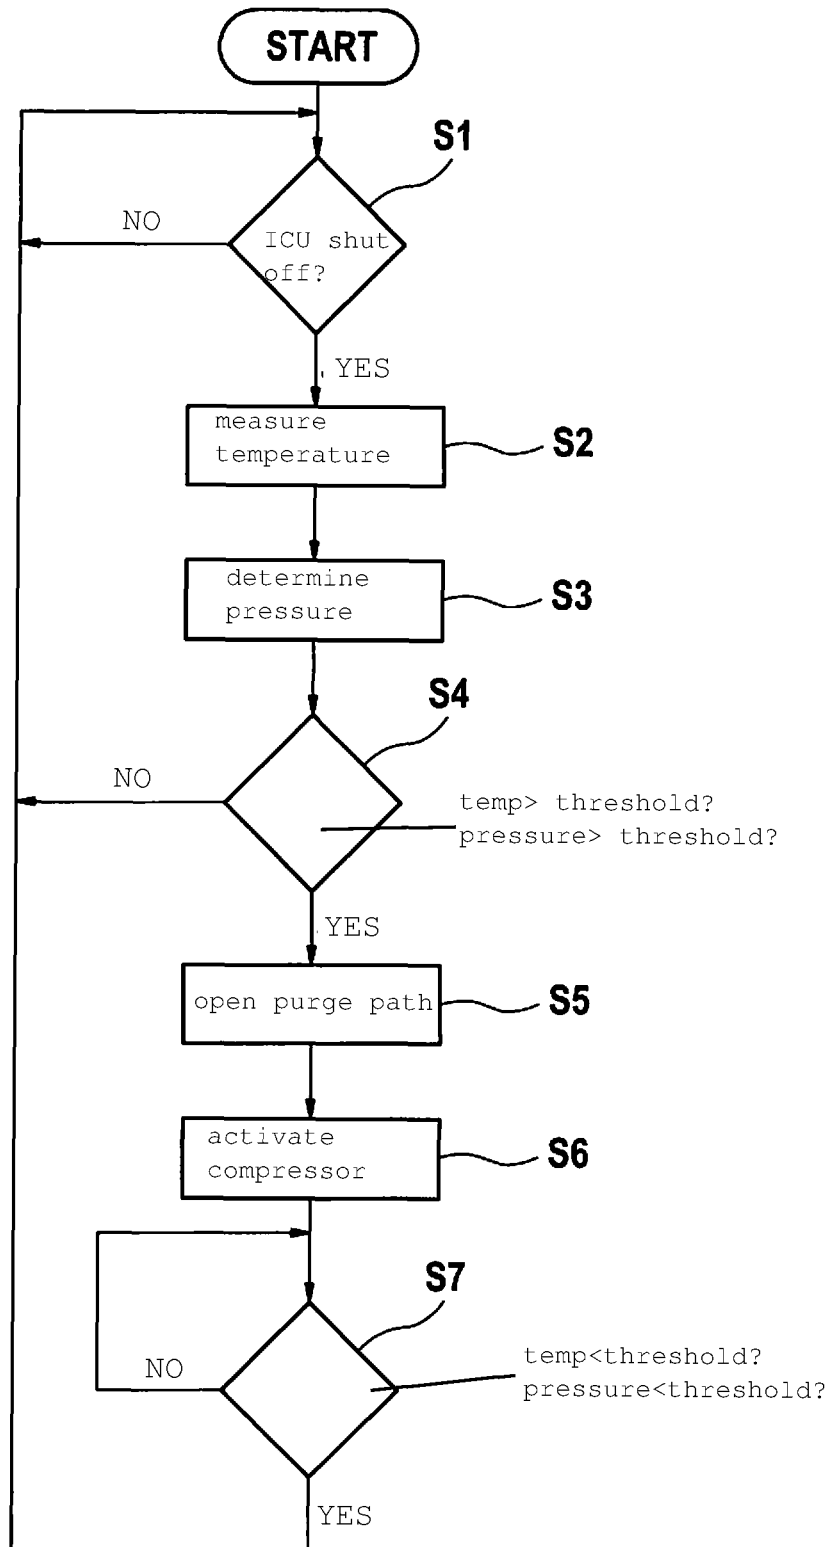 START
S1
NO
ICU shut
off?
YES
measure
temperature
S2
determine
pressure
S3
S4
NO
temp> threshold?
pressure> threshold?
YES
open purge path
S5
activate
compressor
S6
S7
NO
temp<threshold?
pressure<threshold?
YES